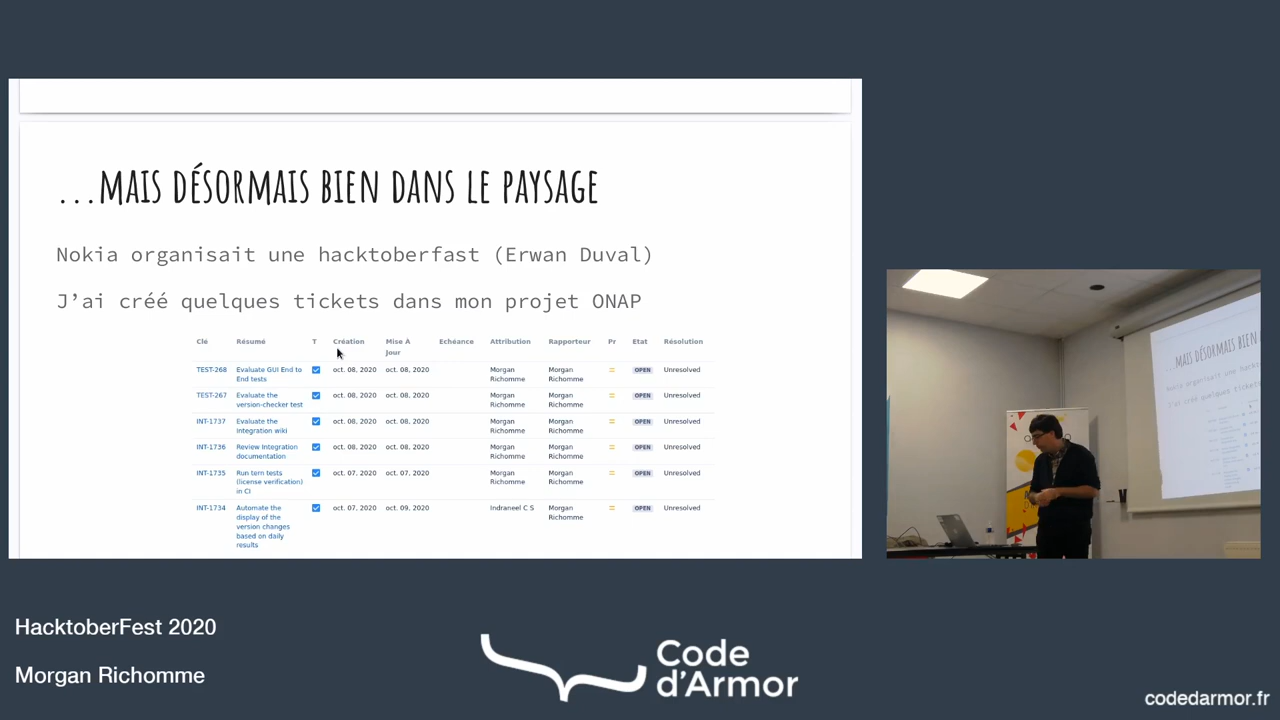 ...MAIS DÉSORMAIS BIEN DANS LE PAYSAGE
Nokia organisait une hacktoberfast (Erwan Duval)
J'ai créé quelques tickets dans mon projet ONAP
Clé Résumé T Création Mise À Jour Echéance Attribution Rapporteur Pr Etat Résolution
TEST-268 Evaluate GUI End to End tests oct. 08, 2020 oct. 08, 2020 Morgan Richomme Morgan Richomme OPEN Unresolved
TEST-267 Evaluate the version-checker test oct. 08, 2020 oct. 08, 2020 Morgan Richomme Morgan Richomme OPEN Unresolved
INT-1737 Evaluate the Integration wiki oct. 08, 2020 oct. 08, 2020 Morgan Richomme Morgan Richomme OPEN Unresolved
INT-1736 Review Integration documentation oct. 08, 2020 oct. 08, 2020 Morgan Richomme Morgan Richomme OPEN Unresolved
INT-1735 Run tern tests (license verification) in CI oct. 07, 2020 oct. 07, 2020 Morgan Richomme Morgan Richomme OPEN Unresolved
INT-1734 Automate the display of the version changes based on daily results oct. 07, 2020 oct. 09, 2020 Indraneel C S Morgan Richomme OPEN Unresolved
...MAIS DÉSORMAIS BIEN
HacktoberFest 2020
Morgan Richomme
Code
d'Armor
codedarmor.fr